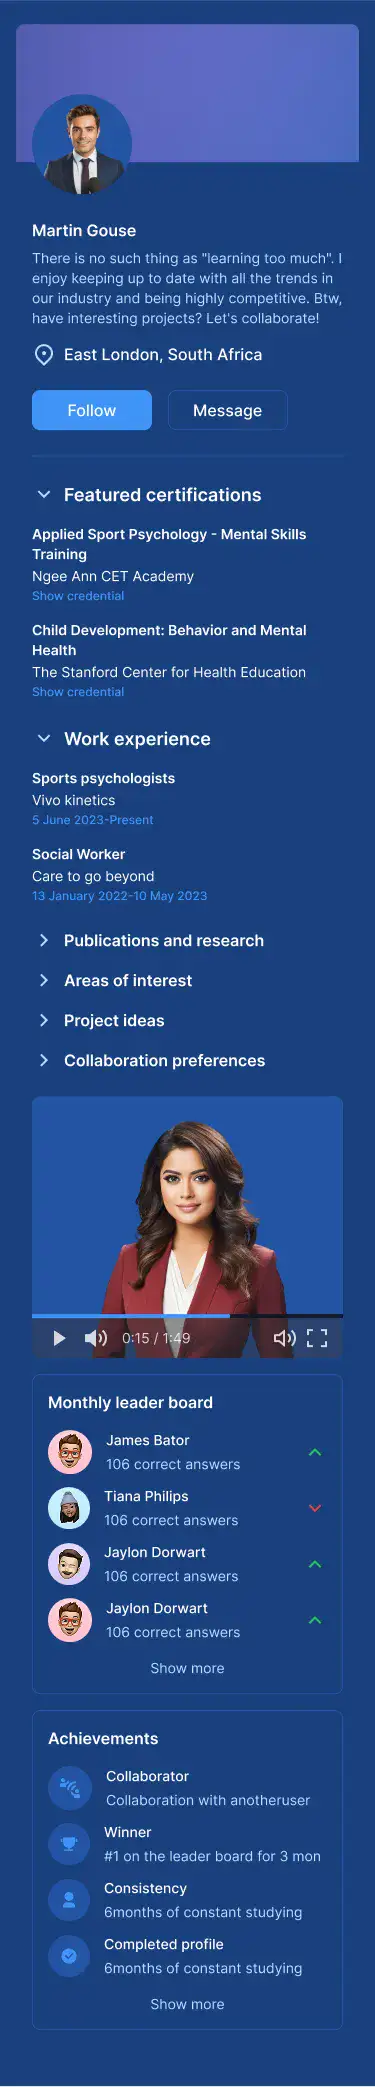 Martin Gouse
There is no such thing as "learning too much". I
enjoy keeping up to date with all the trends in
our industry and being highly competitive. Btw,
have interesting projects? Let's collaborate!
East London, South Africa
Follow
Message
Featured certifications
Applied Sport Psychology - Mental Skills
Training
Ngee Ann CET Academy
Show credential
Child Development: Behavior and Mental
Health
The Stanford Center for Health Education
Show credential
Work experience
Sports psychologists
Vivo kinetics
5 June 2023-Present
Social Worker
Care to go beyond
13 January 2022-10 May 2023
Publications and research
Areas of interest
Project ideas
Collaboration preferences
0:15 / 1:49
Monthly leader board
James Bator
106 correct answers
Tiana Philips
106 correct answers
Jaylon Dorwart
106 correct answers
Jaylon Dorwart
106 correct answers
Show more
Achievements
Collaborator
Collaboration with anotheruser
Winner
#1 on the leader board for 3 mon
Consistency
6months of constant studying
Completed profile
6months of constant studying
Show more